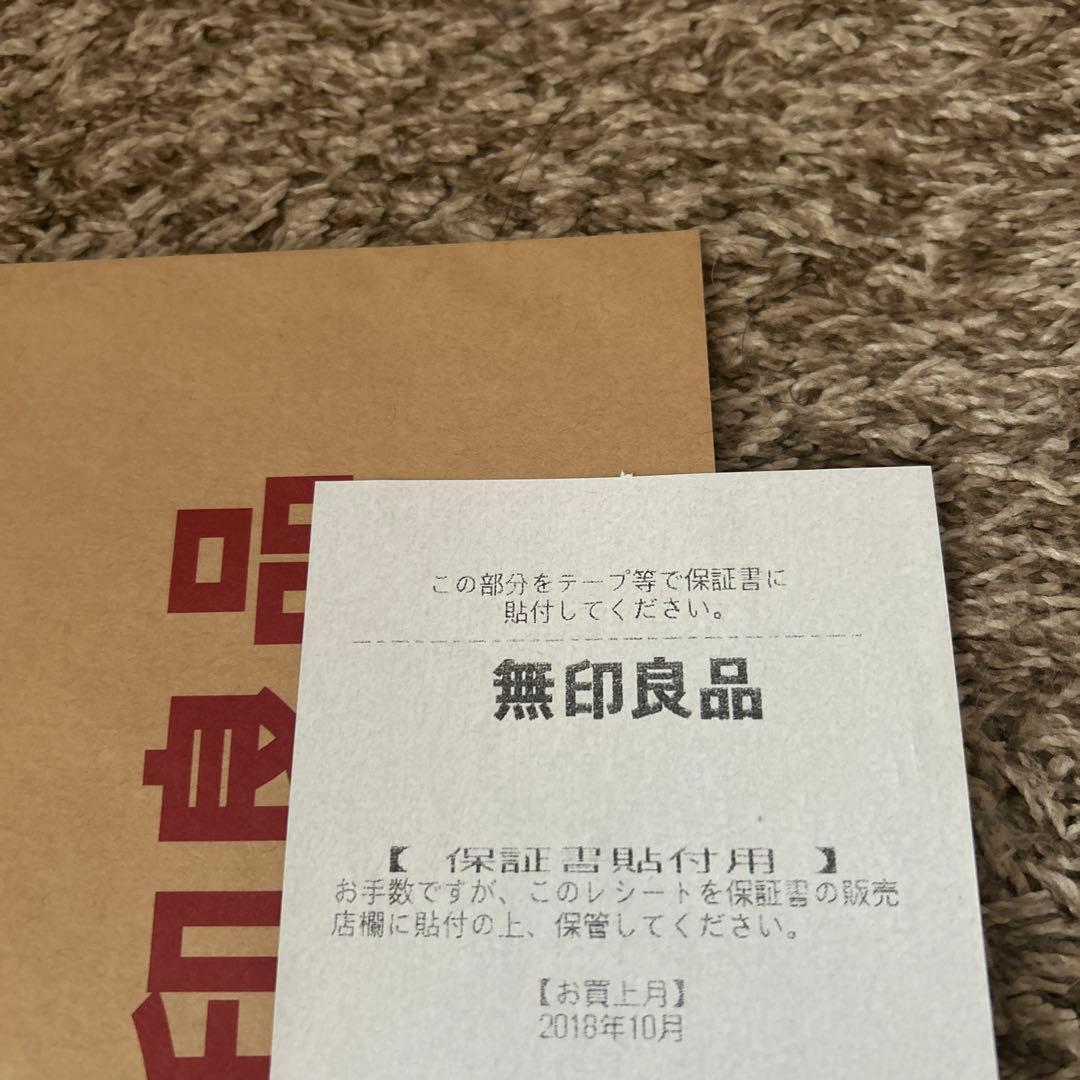 この部分をテープ等で保証書に
貼付してください。
無印良品
【 保証書貼付用 】
お手数ですが、このレシートを保証書の販売
店欄に貼付の上、保管してください。
【お買上月】
2018年10月
印良品